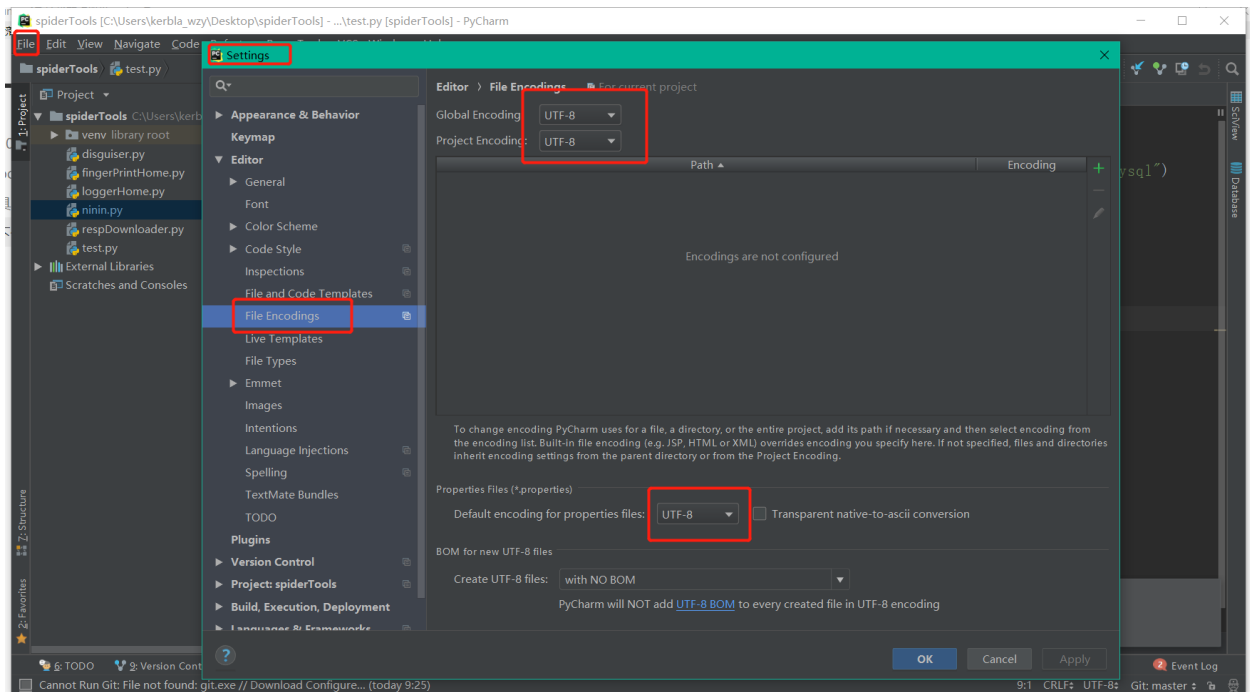 spiderTools [C:\Users\kerbla_wzy\Desktop\spiderTools] - ...\test.py [spiderTools] - PyCharm
File Edit View Navigate Code
Settings
spiderTools test.py
Project
1: Project
spiderTools C:\Users\kerb
venv library root
disguiser.py
fingerPrintHome.py
loggerHome.py
ninin.py
respDownloader.py
test.py
External Libraries
Scratches and Consoles
Z: Structure
2: Favorites
Appearance & Behavior
Keymap
Editor
General
Font
Color Scheme
Code Style
Inspections
File and Code Templates
File Encodings
Live Templates
File Types
Emmet
Images
Intentions
Language Injections
Spelling
TextMate Bundles
TODO
Plugins
Version Control
Project: spiderTools
Build, Execution, Deployment
Languages & Frameworks
Editor › File Encodings For current project
Global Encoding: UTF-8
Project Encoding: UTF-8
Path Encoding
Encodings are not configured
To change encoding PyCharm uses for a file, a directory, or the entire project, add its path if necessary and then select encoding from
the encoding list. Built-in file encoding (e.g. JSP, HTML or XML) overrides encoding you specify here. If not specified, files and directories
inherit encoding settings from the parent directory or from the Project Encoding.
Properties Files (*.properties)
Default encoding for properties files: UTF-8 Transparent native-to-ascii conversion
BOM for new UTF-8 files
Create UTF-8 files: with NO BOM
PyCharm will NOT add UTF-8 BOM to every created file in UTF-8 encoding
? OK Cancel Apply
ysql")
SciView
Database
6: TODO 9: Version Cont
2 Event Log
Cannot Run Git: File not found: git.exe // Download Configure... (today 9:25)
9:1 CRLF UTF-8 Git: master